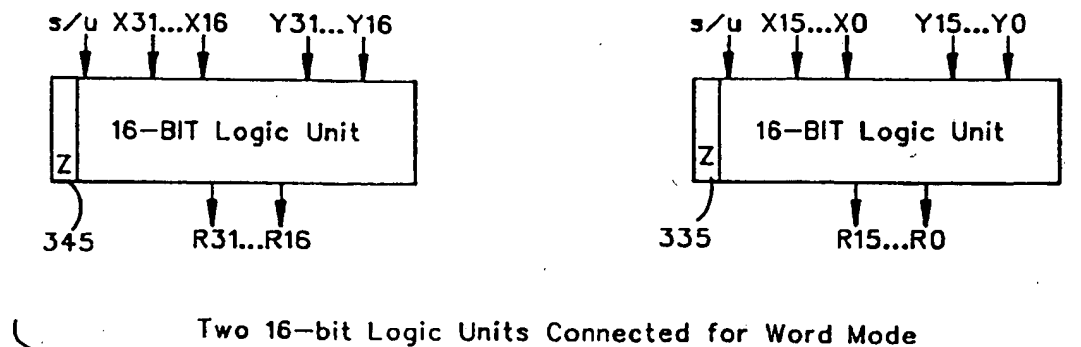 s/u X31...X16 Y31...Y16 s/u X15...X0 Y15...Y0
16-BIT Logic Unit 16-BIT Logic Unit
Z Z
345 R31...R16 335 R15...R0
Two 16-bit Logic Units Connected for Word Mode